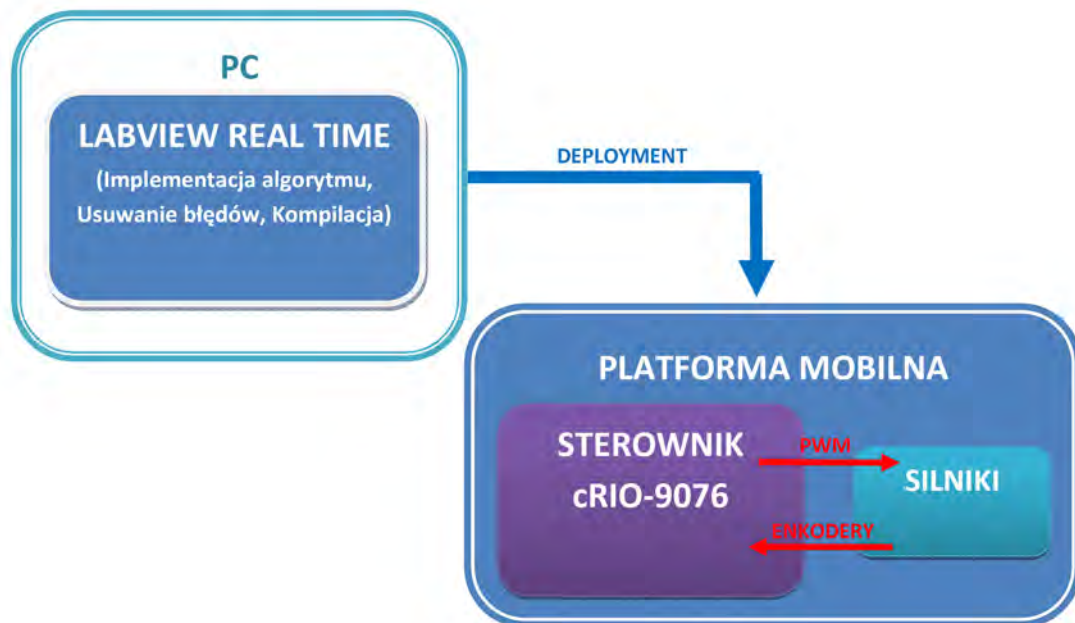 PC
LABVIEW REAL TIME
(Implementacja algorytmu,
Usuwanie błędów, Kompilacja)
DEPLOYMENT
PLATFORMA MOBILNA
STEROWNIK
cRIO-9076
PWM
SILNIKI
ENKODERY